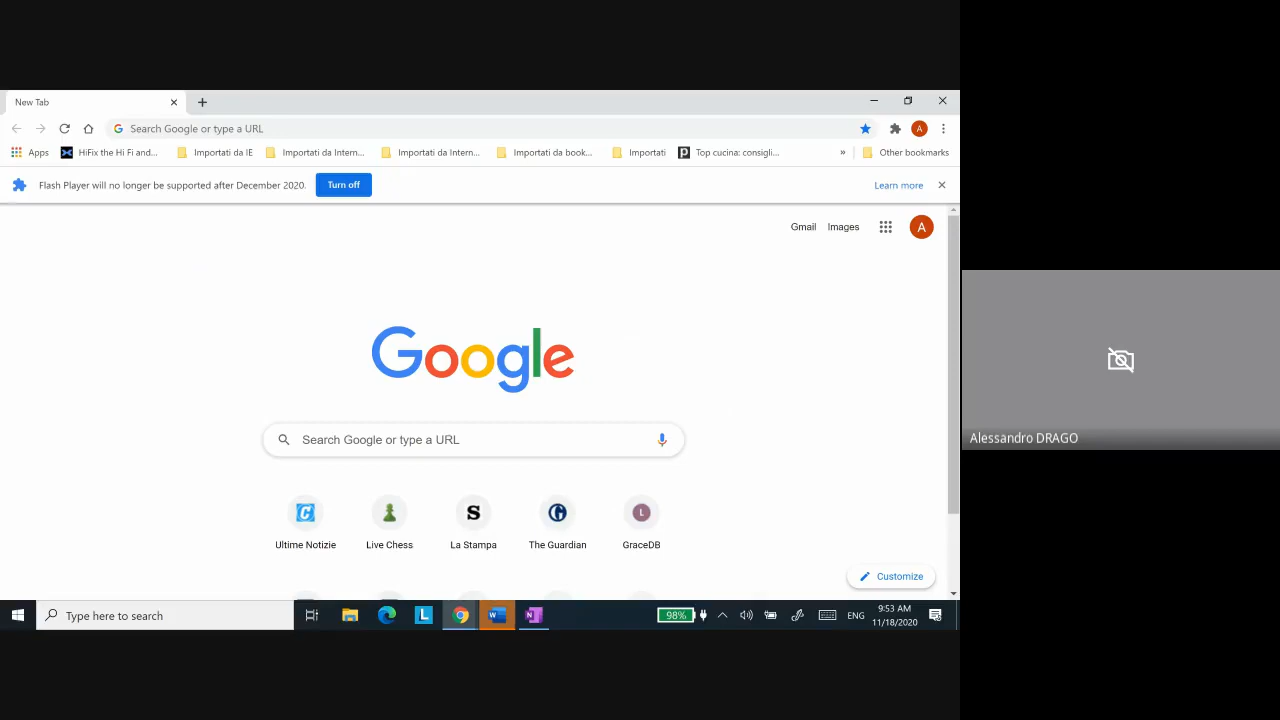 New Tab
Search Google or type a URL
A
Apps
HiFix the Hi Fi and...
Importati da IE
Importati da Intern...
Importati da Intern...
Importati da book...
Importati
Top cucina: consigli...
»
Other bookmarks
Flash Player will no longer be supported after December 2020.
Turn off
Learn more
Gmail
Images
A
Google
Search Google or type a URL
C
S
G
L
Ultime Notizie
Live Chess
La Stampa
The Guardian
GraceDB
Customize
Alessandro DRAGO
Type here to search
L
W
N
98%
ENG
9:53 AM
11/18/2020